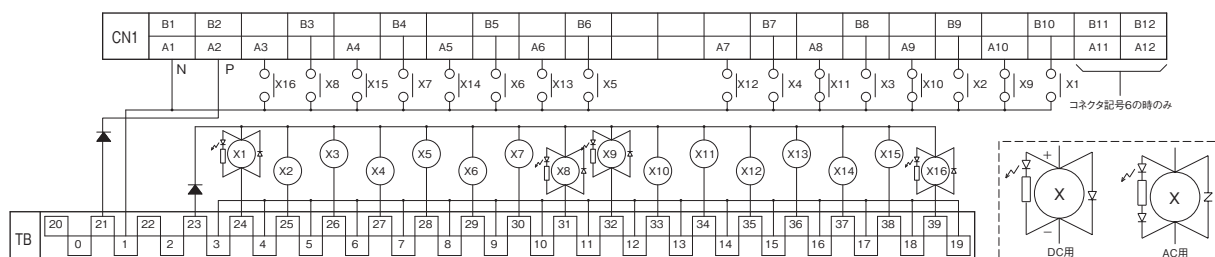 CN1
B1 B2 B3 B4 B5 B6 B7 B8 B9 B10 B11 B12
A1 A2 A3 A4 A5 A6 A7 A8 A9 A10 A11 A12
N P
X16 X8 X15 X7 X14 X6 X13 X5 X12 X4 X11 X3 X10 X2 X9 X1
コネクタ記号6の時のみ
X1 X3 X5 X7 X9 X11 X13 X15
X2 X4 X6 X8 X10 X12 X14 X16
TB
20 21 22 23 24 25 26 27 28 29 30 31 32 33 34 35 36 37 38 39
0 1 2 3 4 5 6 7 8 9 10 11 12 13 14 15 16 17 18 19
+
X X
−
DC用 AC用